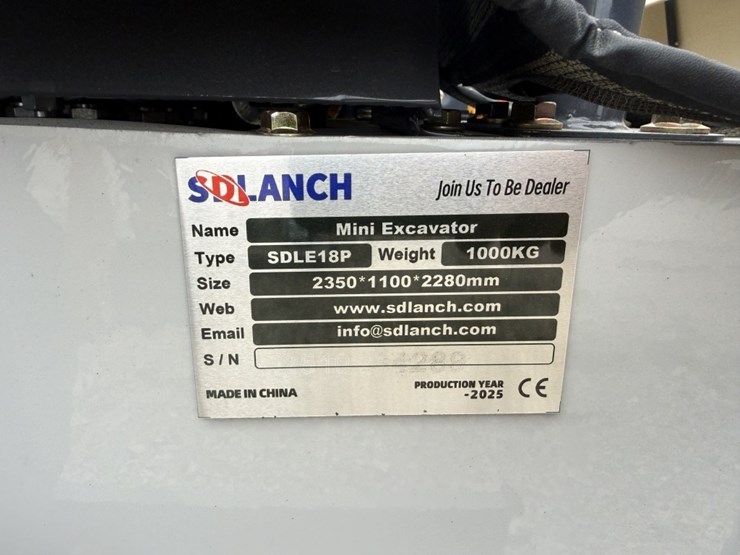 SDLANCH Join Us To Be Dealer
Name Mini Excavator
Type SDLE18P Weight 1000KG
Size 2350*1100*2280mm
Web www.sdlanch.com
Email info@sdlanch.com
S/N
MADE IN CHINA PRODUCTION YEAR
-2025 CE